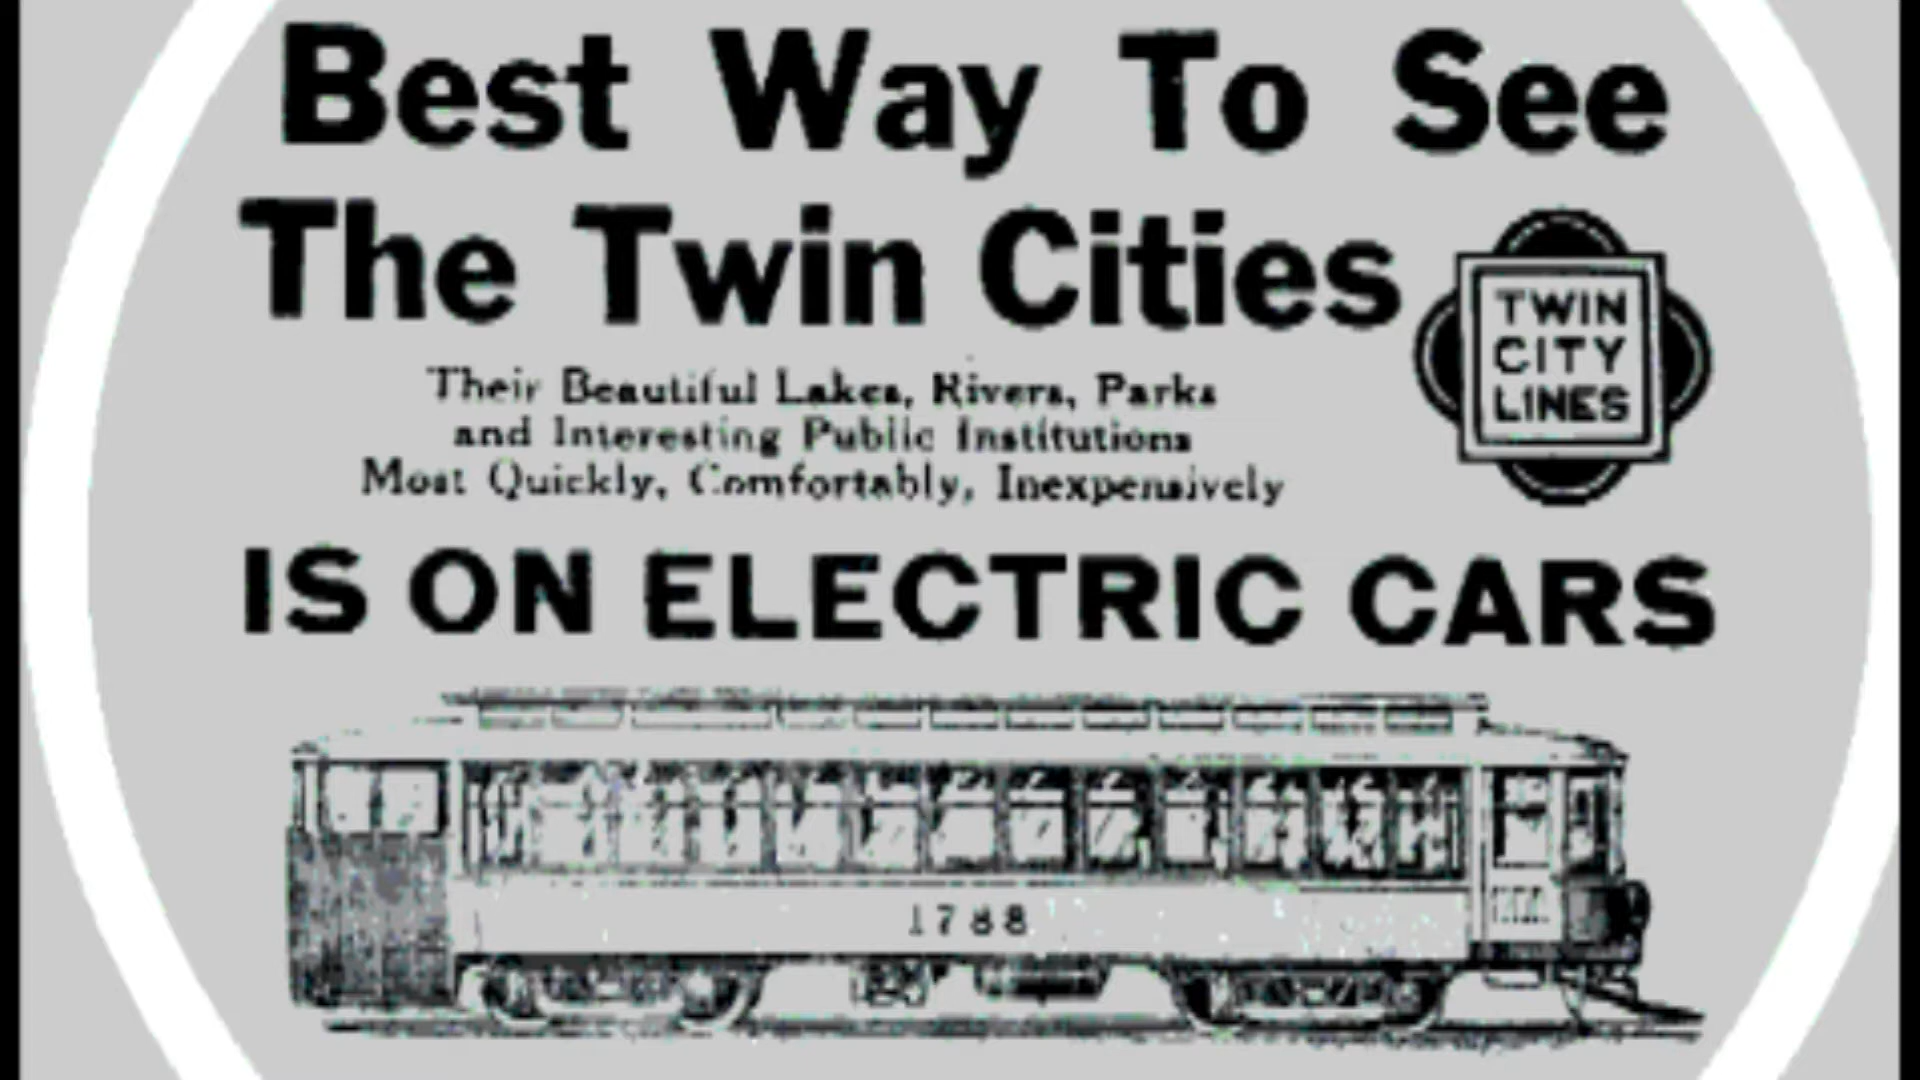 Best Way To See
The Twin Cities
TWIN
CITY
LINES
Their Beautiful Lakes, Rivers, Parks
and Interesting Public Institutions
Most Quickly, Comfortably, Inexpensively
IS ON ELECTRIC CARS
1788